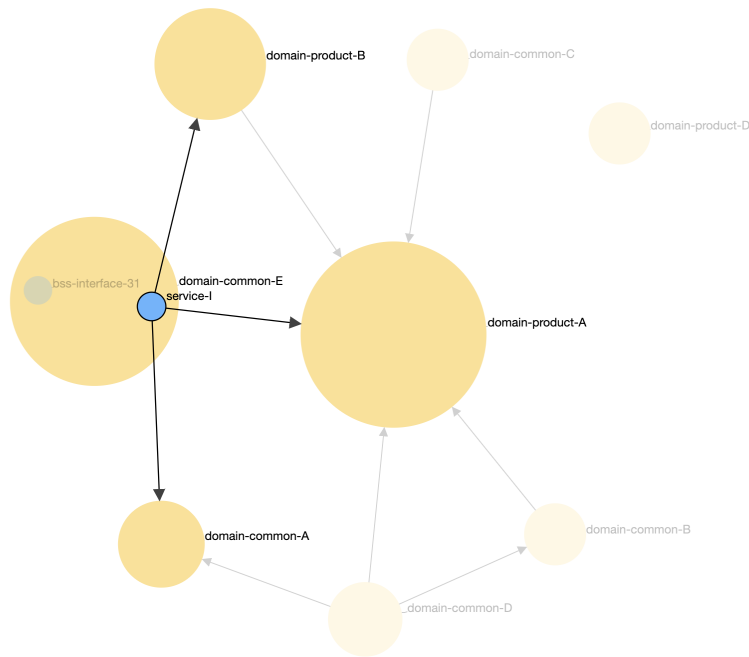 domain-product-B
domain-common-C
domain-product-D
domain-common-E
bss-interface-31
service-I
domain-product-A
domain-common-B
domain-common-A
_domain-common-D